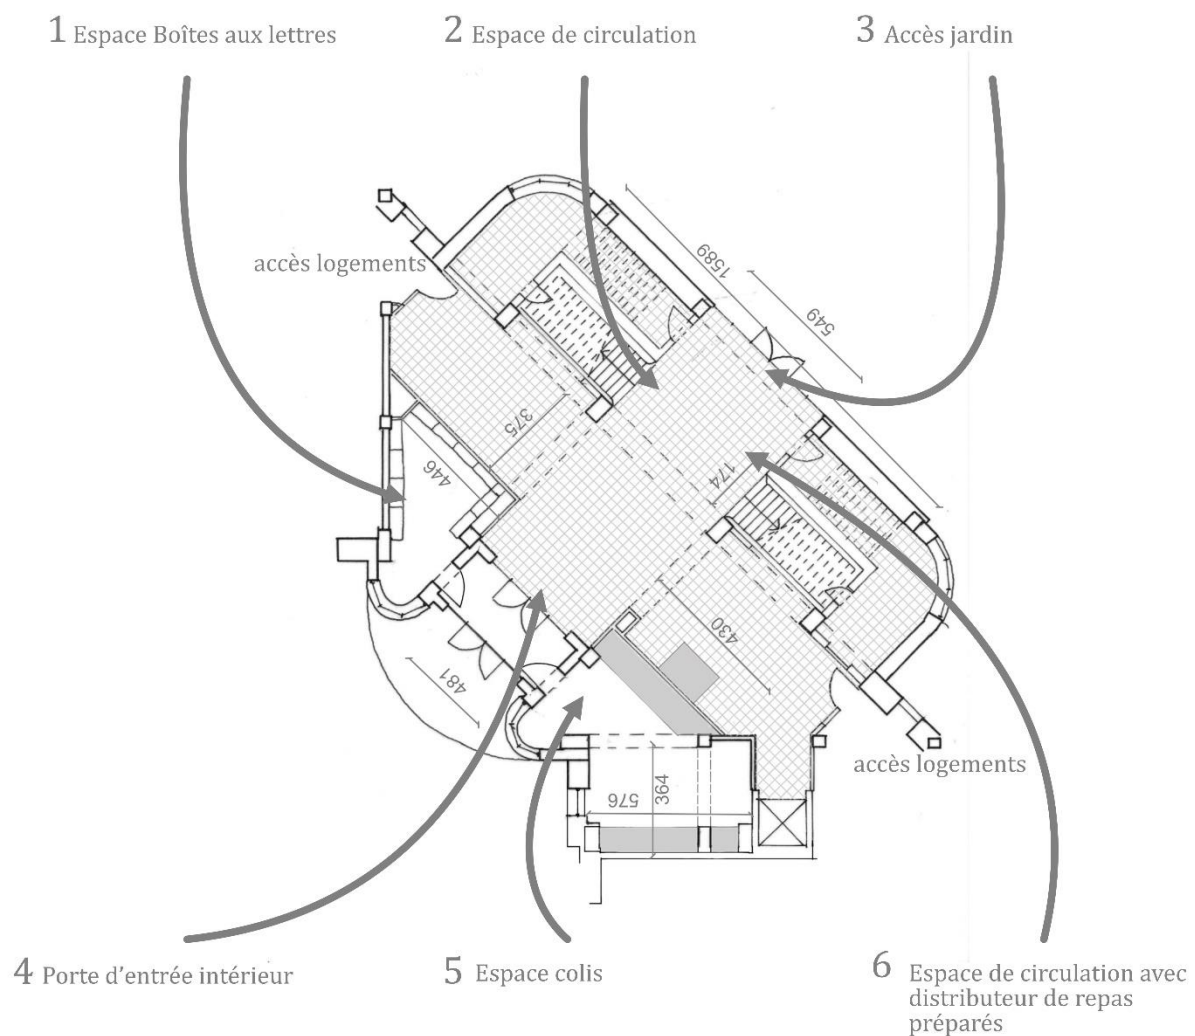 1 Espace Boîtes aux lettres
2 Espace de circulation
3 Accès jardin
accès logements
1589
549
375
446
174
430
481
accès logements
576
364
4 Porte d'entrée intérieur
5 Espace colis
6 Espace de circulation avec
distributeur de repas
préparés